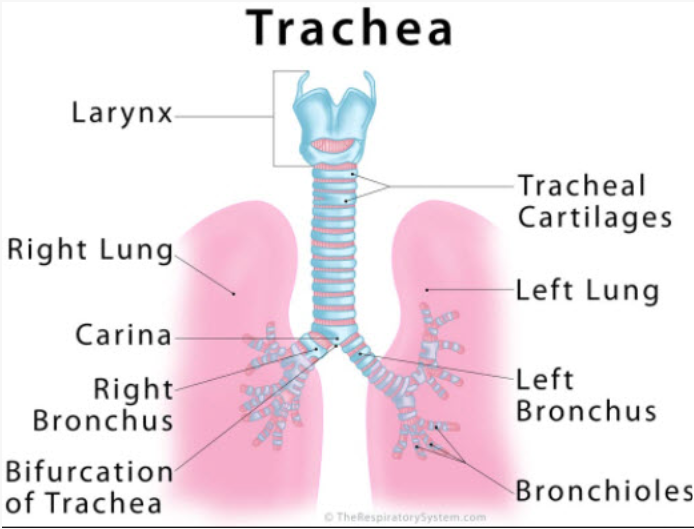 Trachea
Larynx
Tracheal
Cartilages
Right Lung
Left Lung
Carina
Right
Bronchus
Left
Bronchus
Bifurcation
of Trachea
Bronchioles
© TheRespiratorySystem.com